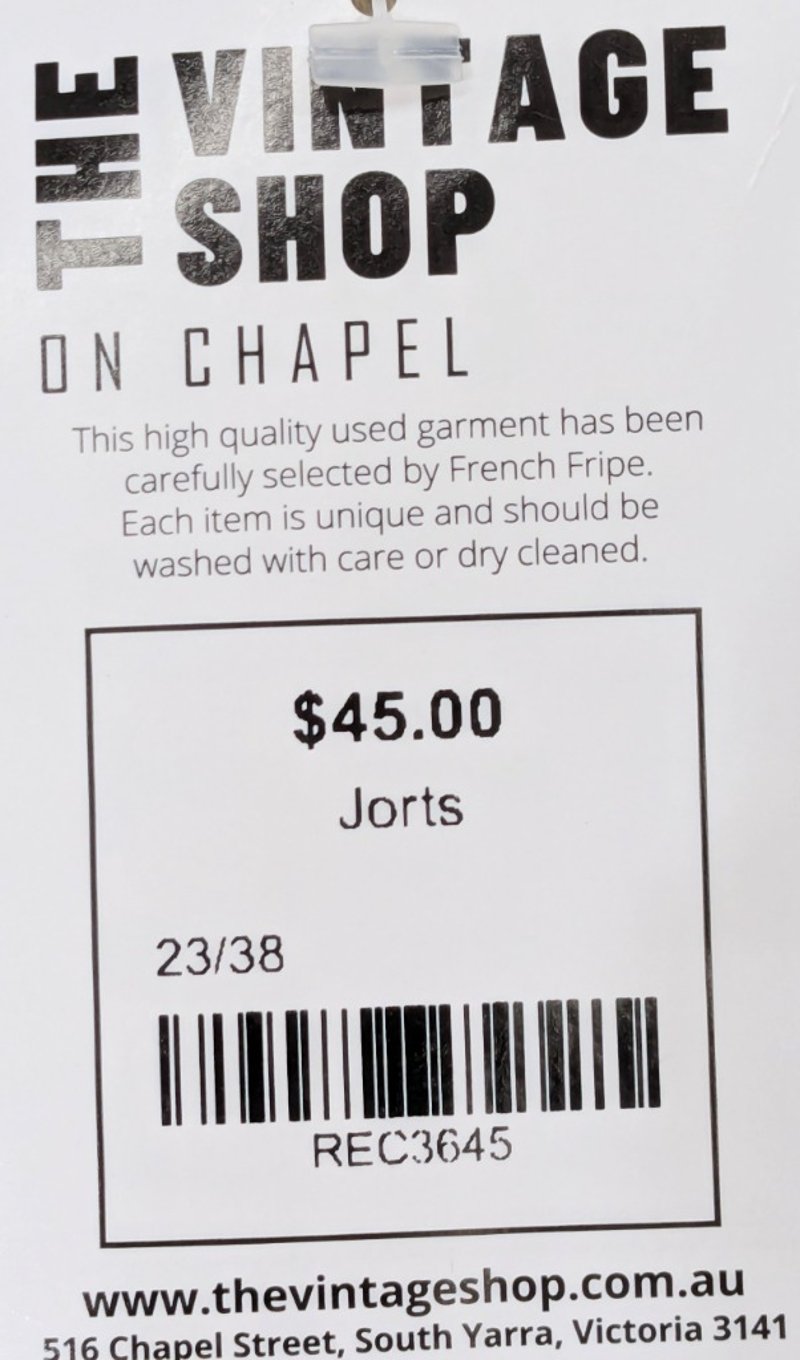 THE VINTAGE
SHOP
ON CHAPEL
This high quality used garment has been
carefully selected by French Fripe.
Each item is unique and should be
washed with care or dry cleaned.
$45.00
Jorts
23/38
REC3645
www.thevintageshop.com.au
516 Chapel Street, South Yarra, Victoria 3141